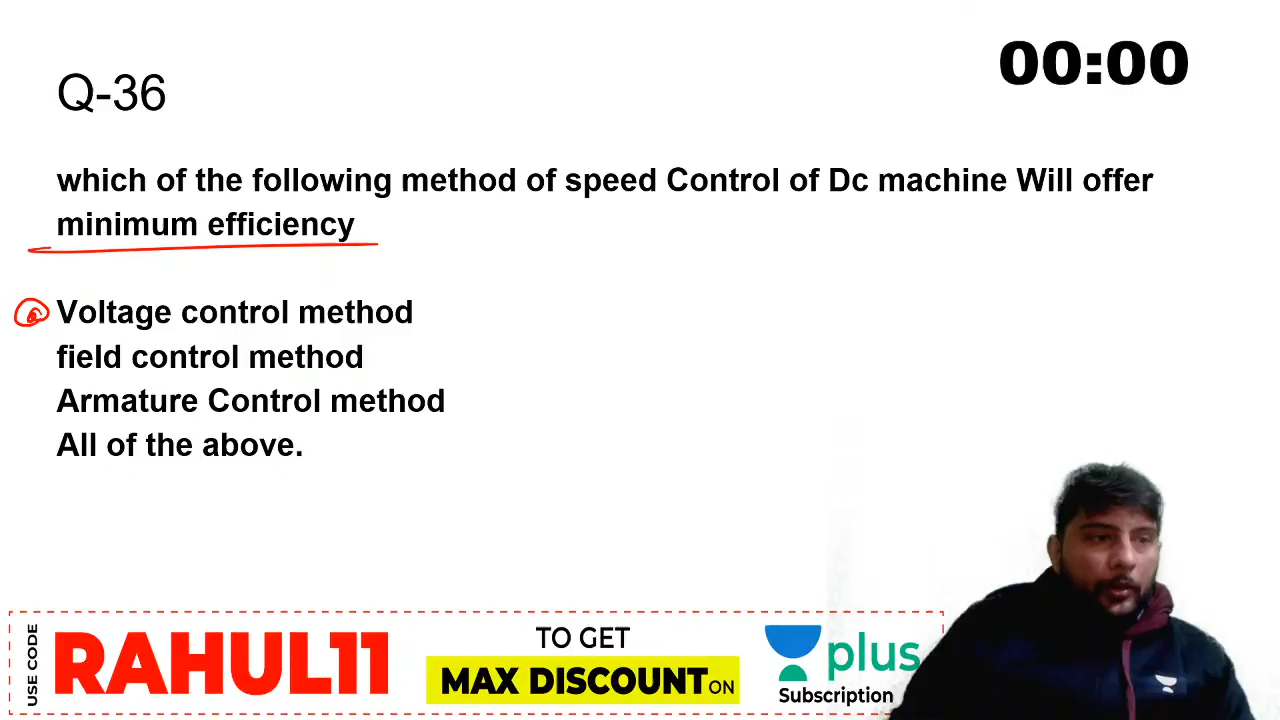 00:00
Q-36
which of the following method of speed Control of Dc machine Will offer
minimum efficiency
Voltage control method
field control method
Armature Control method
All of the above.
USE CODE
RAHUL11
TO GET
MAX DISCOUNT ON
plus
Subscription